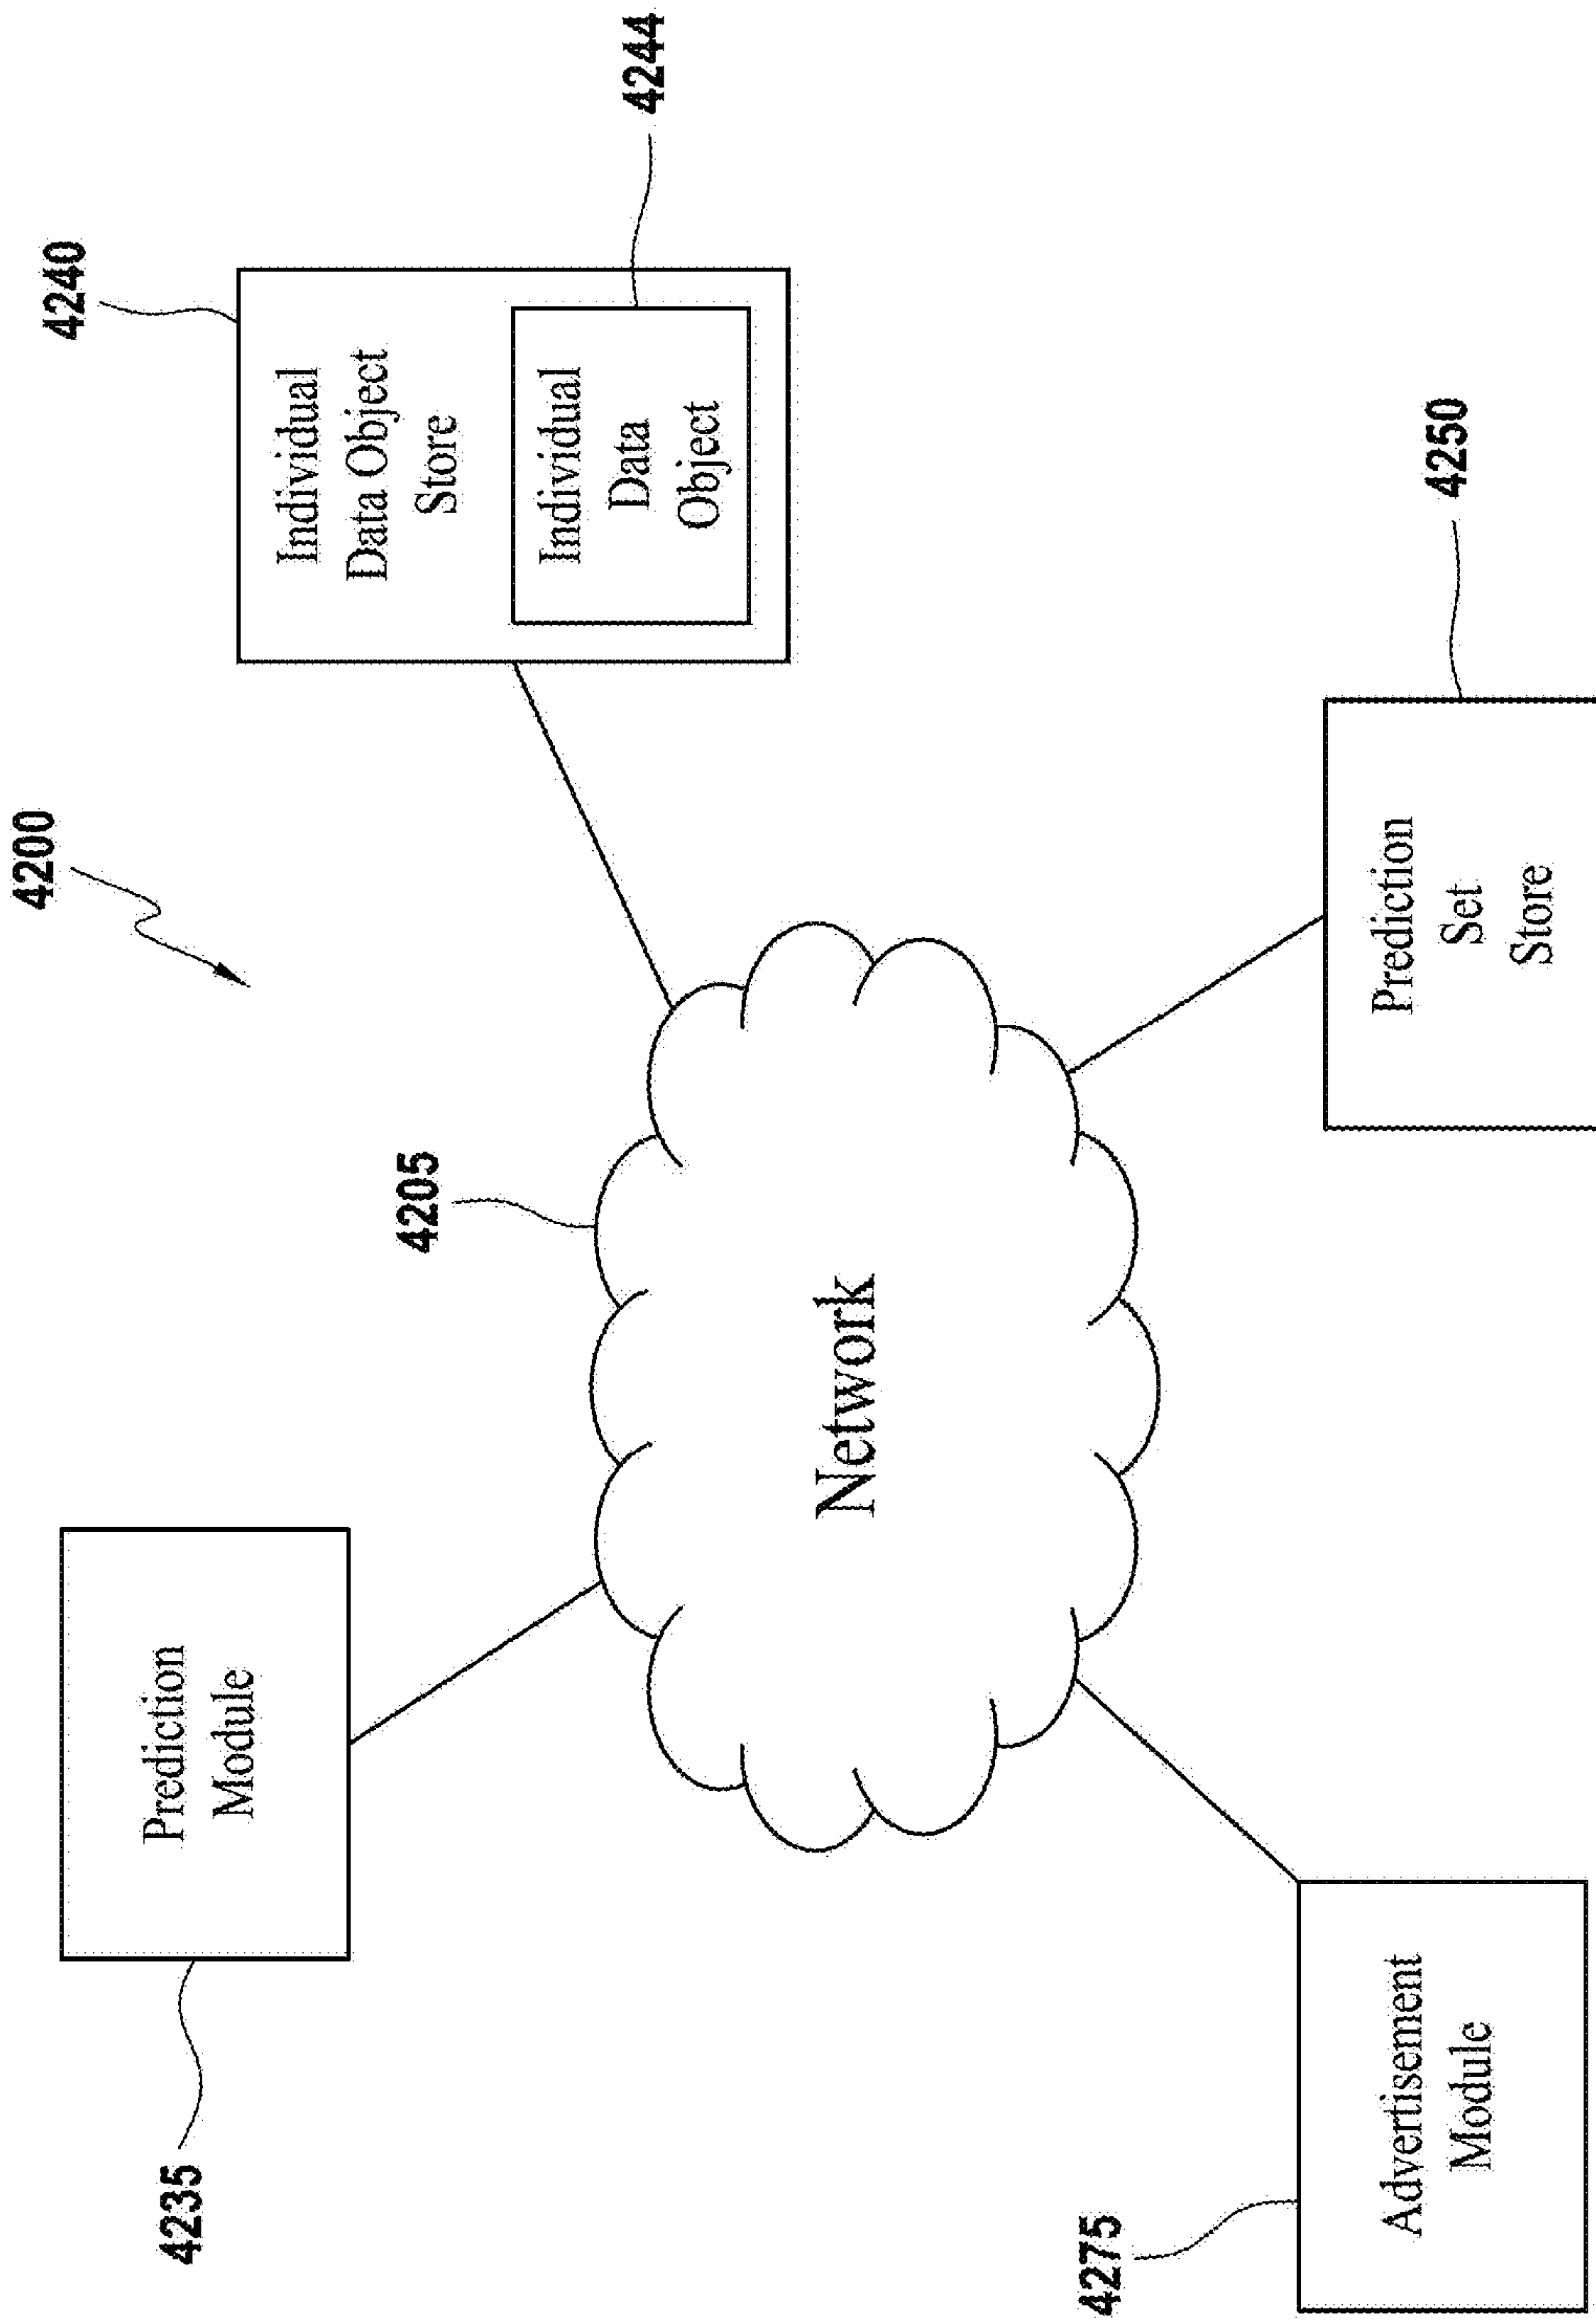 4200
4235
Prediction
Module
4205
4240
Individual
Data Object
Store
Individual
Data
Object
4244
Network
4275
Advertisement
Module
Prediction
Set
Store
4250